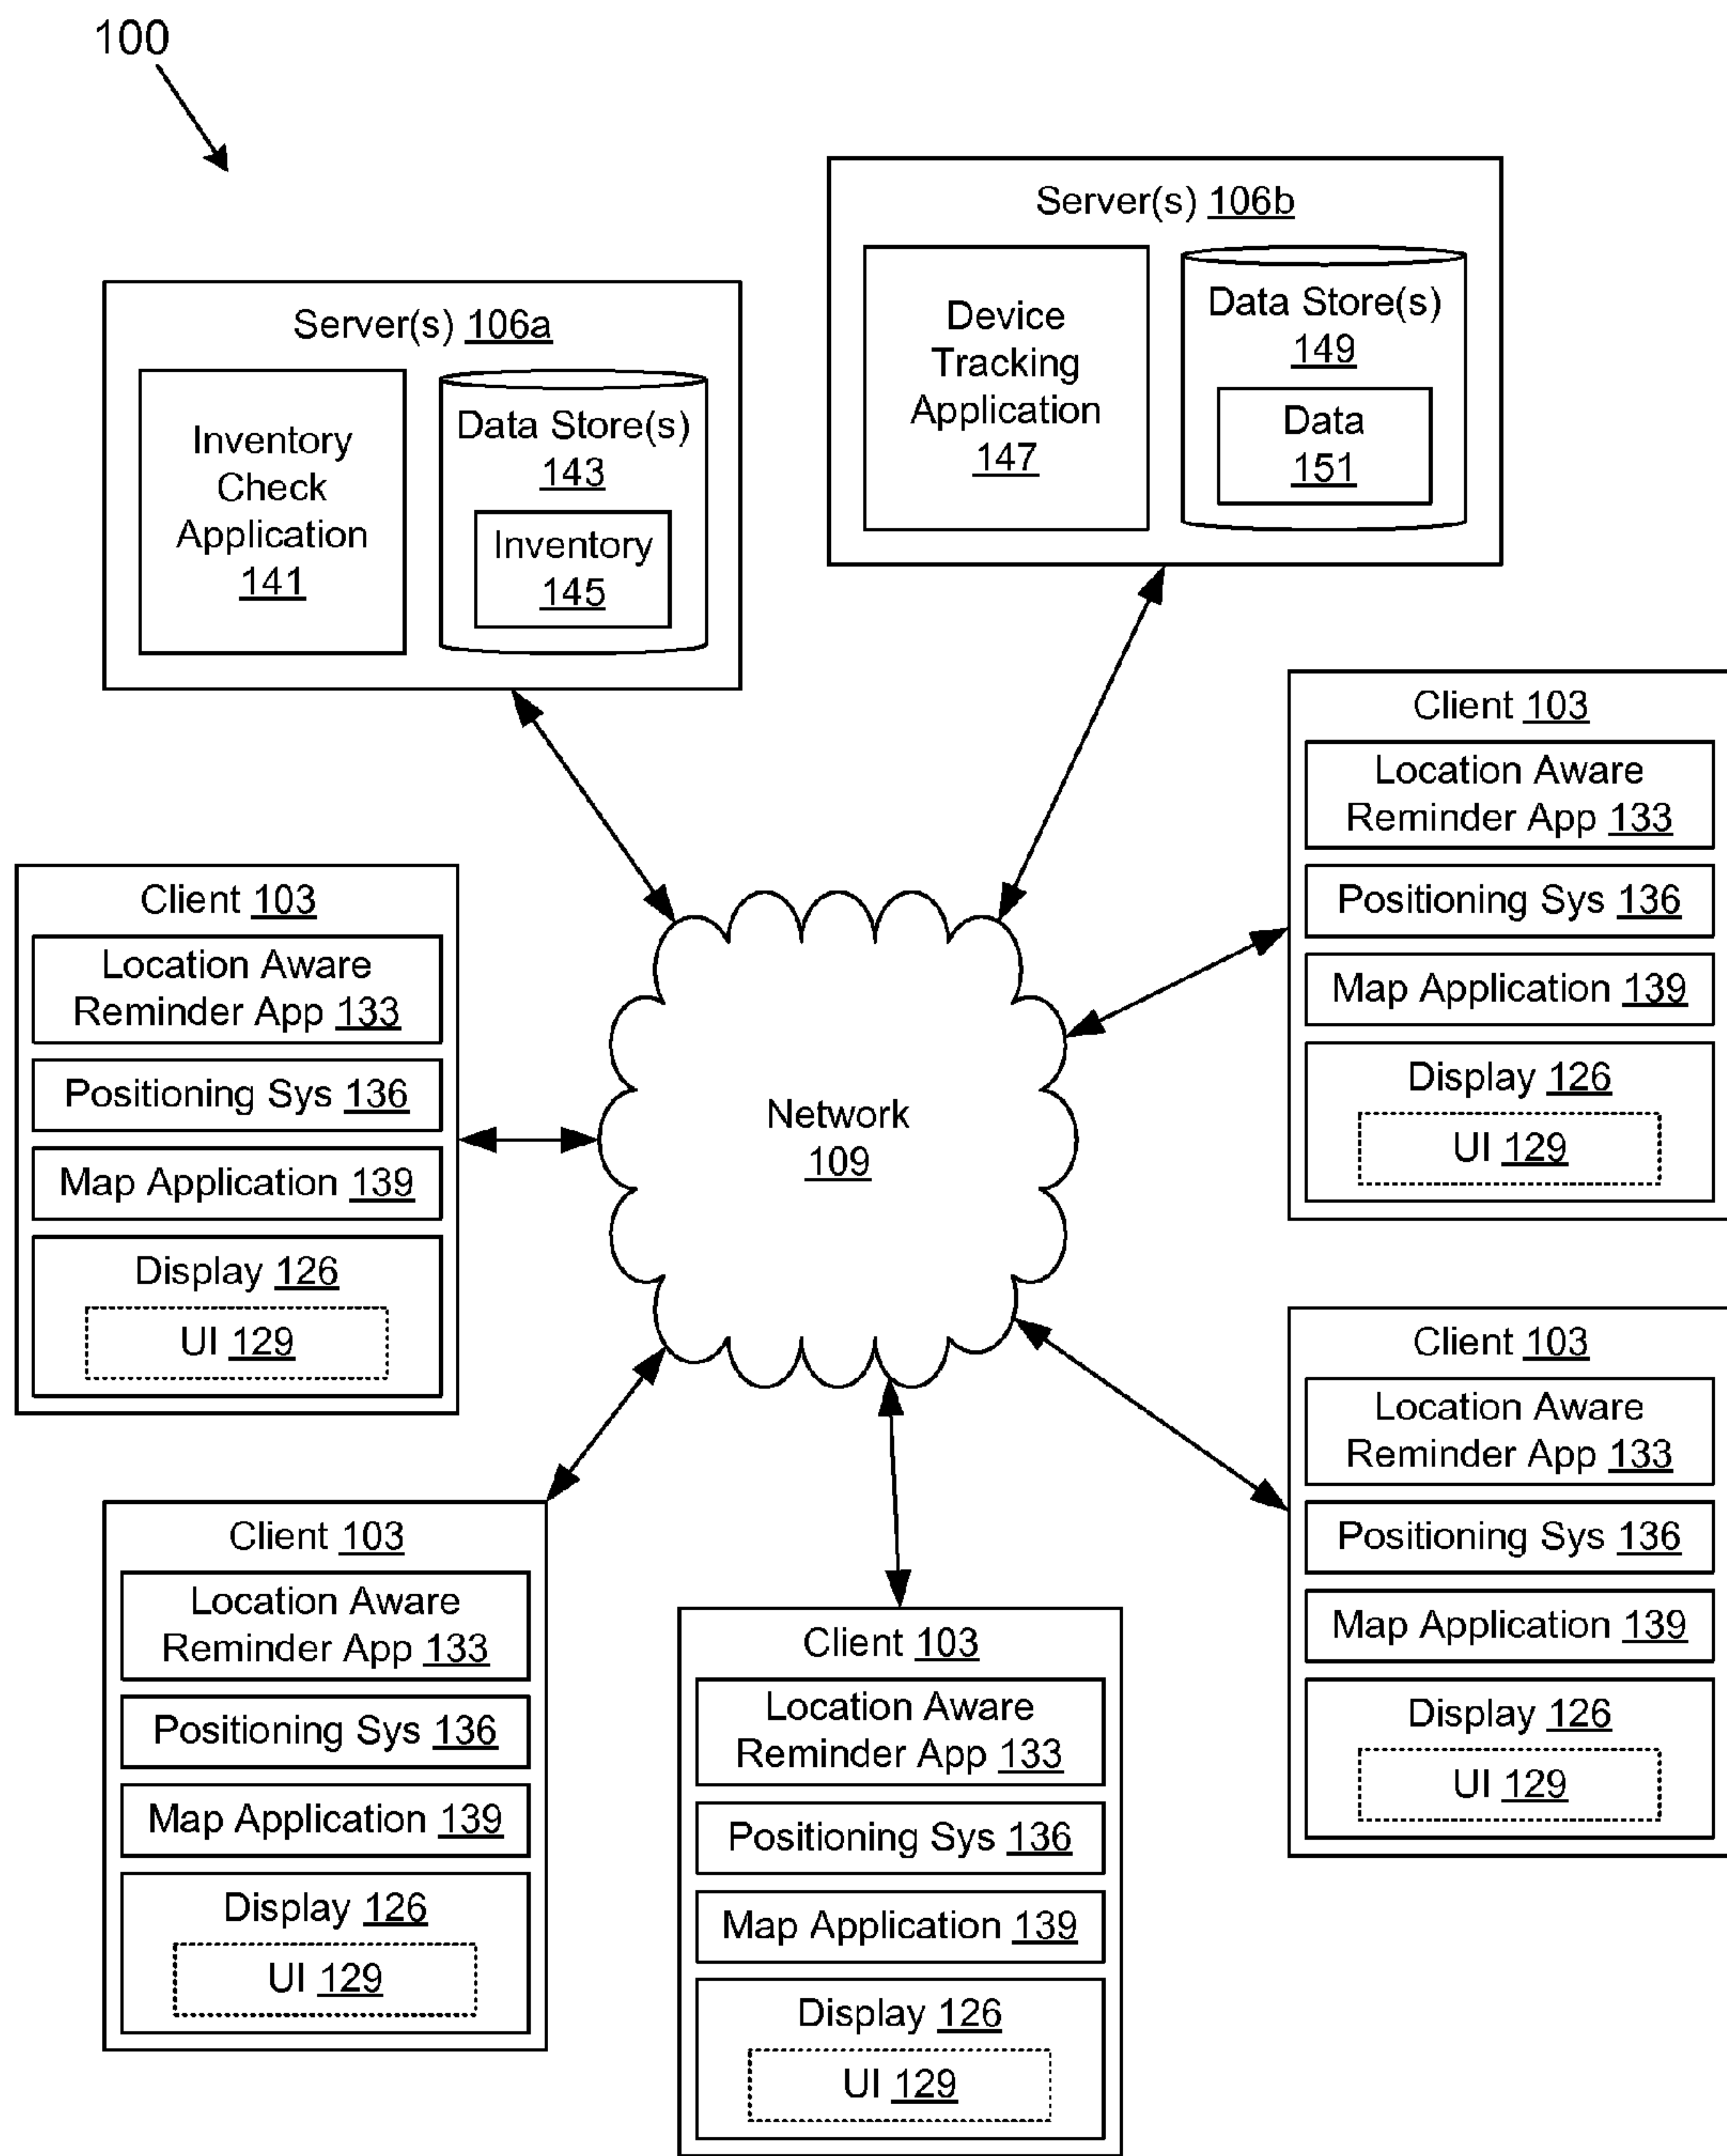 100
Server(s) 106b
Device
Tracking
Application
147
Data Store(s)
149
Data
151
Server(s) 106a
Inventory
Check
Application
141
Data Store(s)
143
Inventory
145
Client 103
Location Aware
Reminder App 133
Positioning Sys 136
Map Application 139
Display 126
UI 129
Client 103
Location Aware
Reminder App 133
Positioning Sys 136
Map Application 139
Display 126
UI 129
Network
109
Client 103
Location Aware
Reminder App 133
Positioning Sys 136
Map Application 139
Display 126
UI 129
Client 103
Location Aware
Reminder App 133
Positioning Sys 136
Map Application 139
Display 126
UI 129
Client 103
Location Aware
Reminder App 133
Positioning Sys 136
Map Application 139
Display 126
UI 129